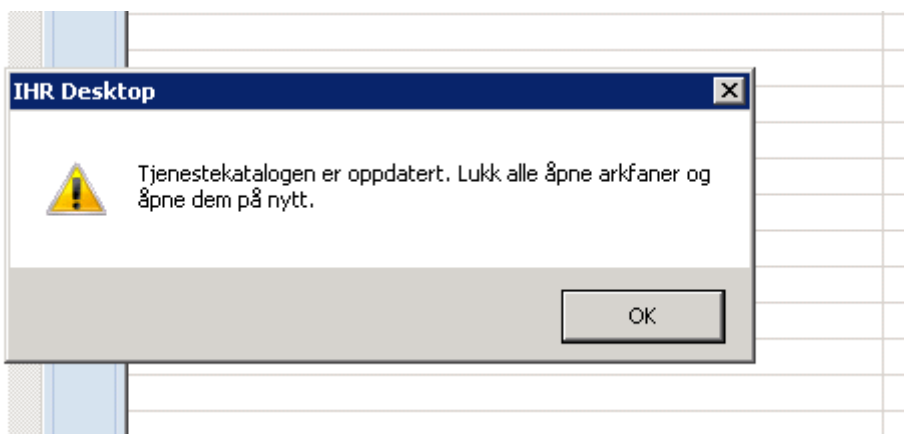 IHR Desktop
Tjenestekatalogen er oppdatert. Lukk alle åpne arkfaner og
åpne dem på nytt.
OK